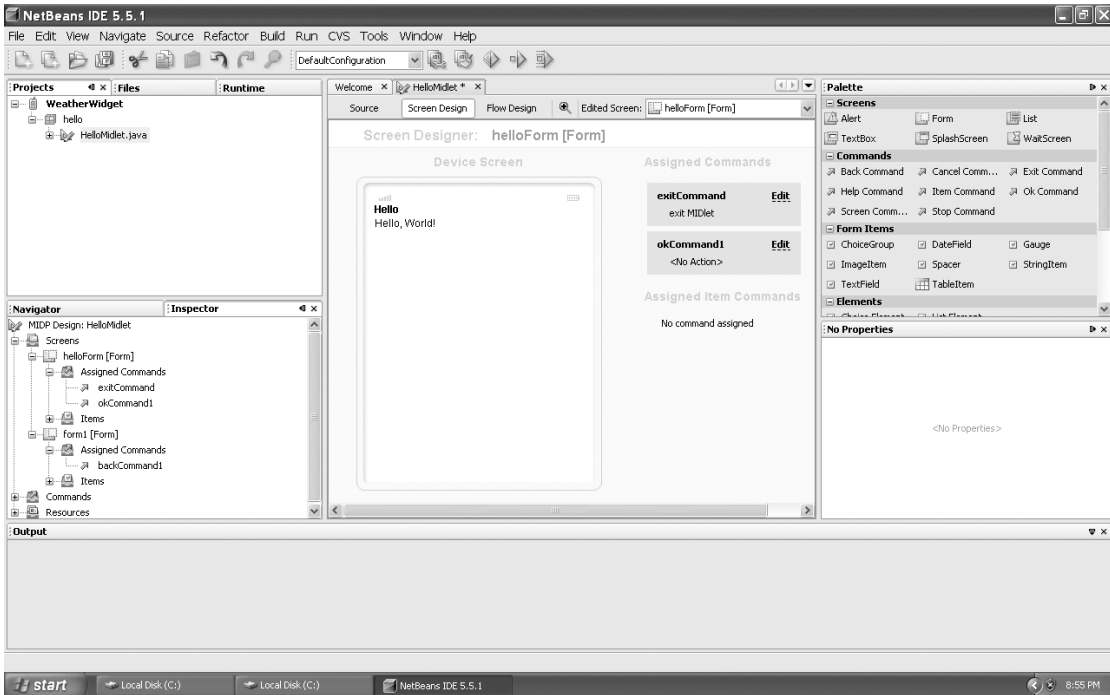 NetBeans IDE 5.5.1
File Edit View Navigate Source Refactor Build Run CVS Tools Window Help
DefaultConfiguration
Projects
Files
Runtime
WeatherWidget
hello
HelloMidlet.java
Navigator
Inspector
MIDP Design: HelloMidlet
Screens
helloForm [Form]
Assigned Commands
exitCommand
okCommand1
Items
form1 [Form]
Assigned Commands
backCommand1
Items
Commands
Resources
Welcome
HelloMidlet *
Source
Screen Design
Flow Design
Edited Screen:
helloForm [Form]
Screen Designer: helloForm [Form]
Device Screen
Hello
Hello, World!
Assigned Commands
exitCommand Edit
exit MIDlet
okCommand1 Edit
<No Action>
Assigned Item Commands
No command assigned
Palette
Screens
Alert Form List
TextBox SplashScreen WaitScreen
Commands
Back Command Cancel Comm... Exit Command
Help Command Item Command Ok Command
Screen Comm... Stop Command
Form Items
ChoiceGroup DateField Gauge
ImageItem Spacer StringItem
TextField TableItem
Elements
Choice Element List Element
No Properties
<No Properties>
Output
start
Local Disk (C:)
Local Disk (C:)
NetBeans IDE 5.5.1
8:55 PM